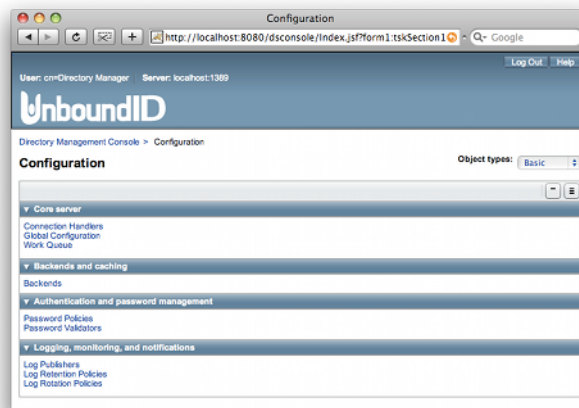 Configuration
http://localhost:8080/dsconsole/Index.jsf?form1:tskSection1
Google
Log Out Help
User: cn=Directory Manager Server: localhost:1389
UnboundID
Directory Management Console > Configuration
Configuration
Object types: Basic
Core server
Connection Handlers
Global Configuration
Work Queue
Backends and caching
Backends
Authentication and password management
Password Policies
Password Validators
Logging, monitoring, and notifications
Log Publishers
Log Retention Policies
Log Rotation Policies